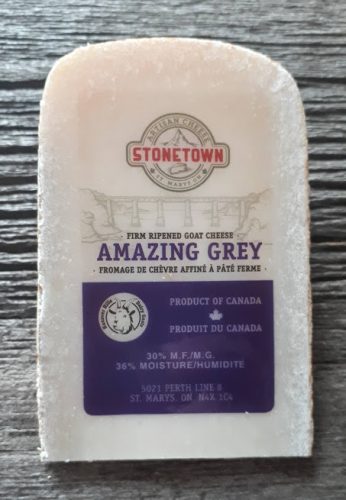 ARTISAN CHEESE
STONETOWN
ST. MARYS ON
· FIRM RIPENED GOAT CHEESE ·
AMAZING GREY
· FROMAGE DE CHÈVRE AFFINÉ À PÂTÉ FERME ·
PRODUCT OF CANADA
PRODUIT DU CANADA
30% M.F./M.G.
36% MOISTURE/HUMIDITÉ
5021 PERTH LINE 8
ST. MARYS, ON, N4X 1C4